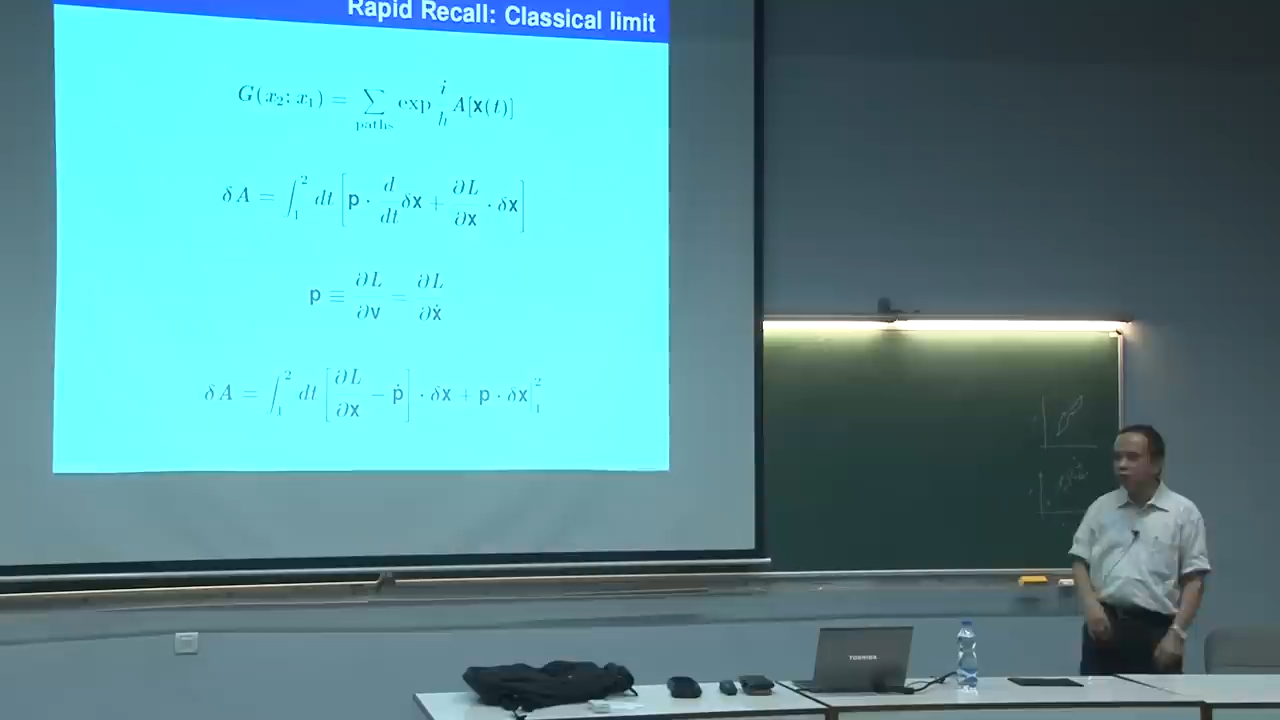 Rapid Recall: Classical limit
G(x₂; x₁) = ∑ exp i/ħ A[x(t)]
paths
δA = ∫₁² dt [p · d/dt δx + ∂L/∂x · δx]
p ≡ ∂L/∂v = ∂L/∂ẋ
δA = ∫₁² dt [∂L/∂x − ṗ] · δx + p · δx|₁²
TOSHIBA